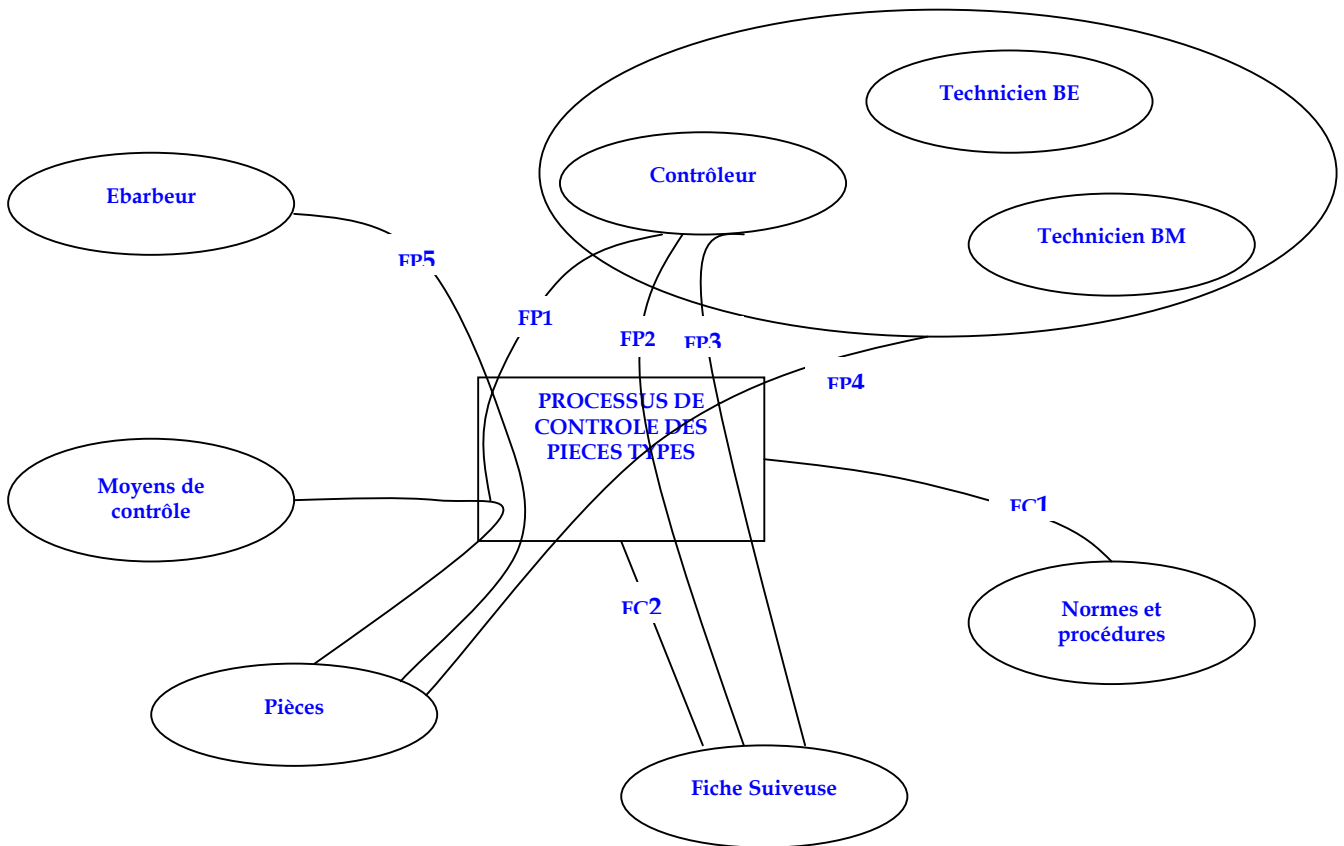 Technicien BE
Contrôleur
Ebarbeur
Technicien BM
FP5
FP1
FP2
FP3
FP4
PROCESSUS DE
CONTROLE DES
PIECES TYPES
Moyens de
contrôle
FC1
FC2
Normes et
procédures
Pièces
Fiche Suiveuse